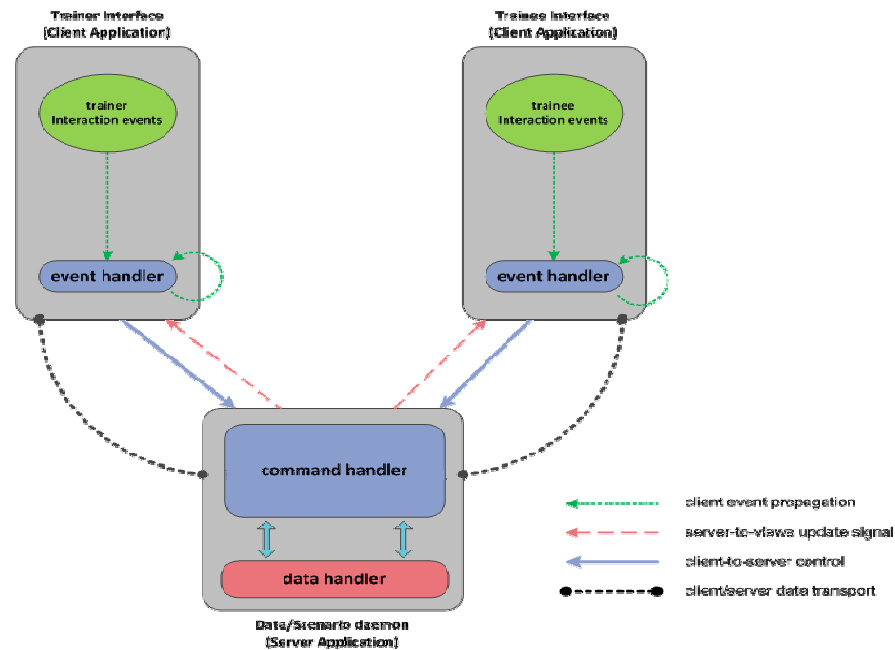 Trainer Interface
(Client Application)
Trainee Interface
(Client Application)
trainer
Interaction events
trainee
Interaction events
event handler
event handler
command handler
data handler
Data/Scenario daemon
(Server Application)
client event propagation
server-to-views update signal
client-to-server control
client/server data transport